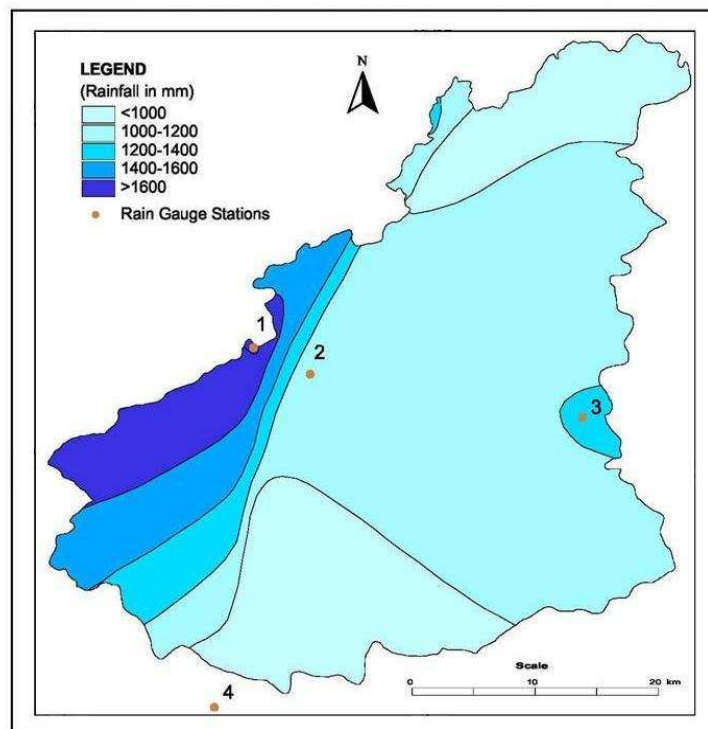 LEGEND
(Rainfall in mm)
<1000
1000-1200
1200-1400
1400-1600
>1600
Rain Gauge Stations
N
1
2
3
4
Scale
0 10 20 km